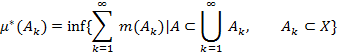 μ*(A_k) = inf{∑_{k=1}^{∞} m(A_k)|A ⊂ ⋃_{k=1}^{∞} A_k, A_k ⊂ X}